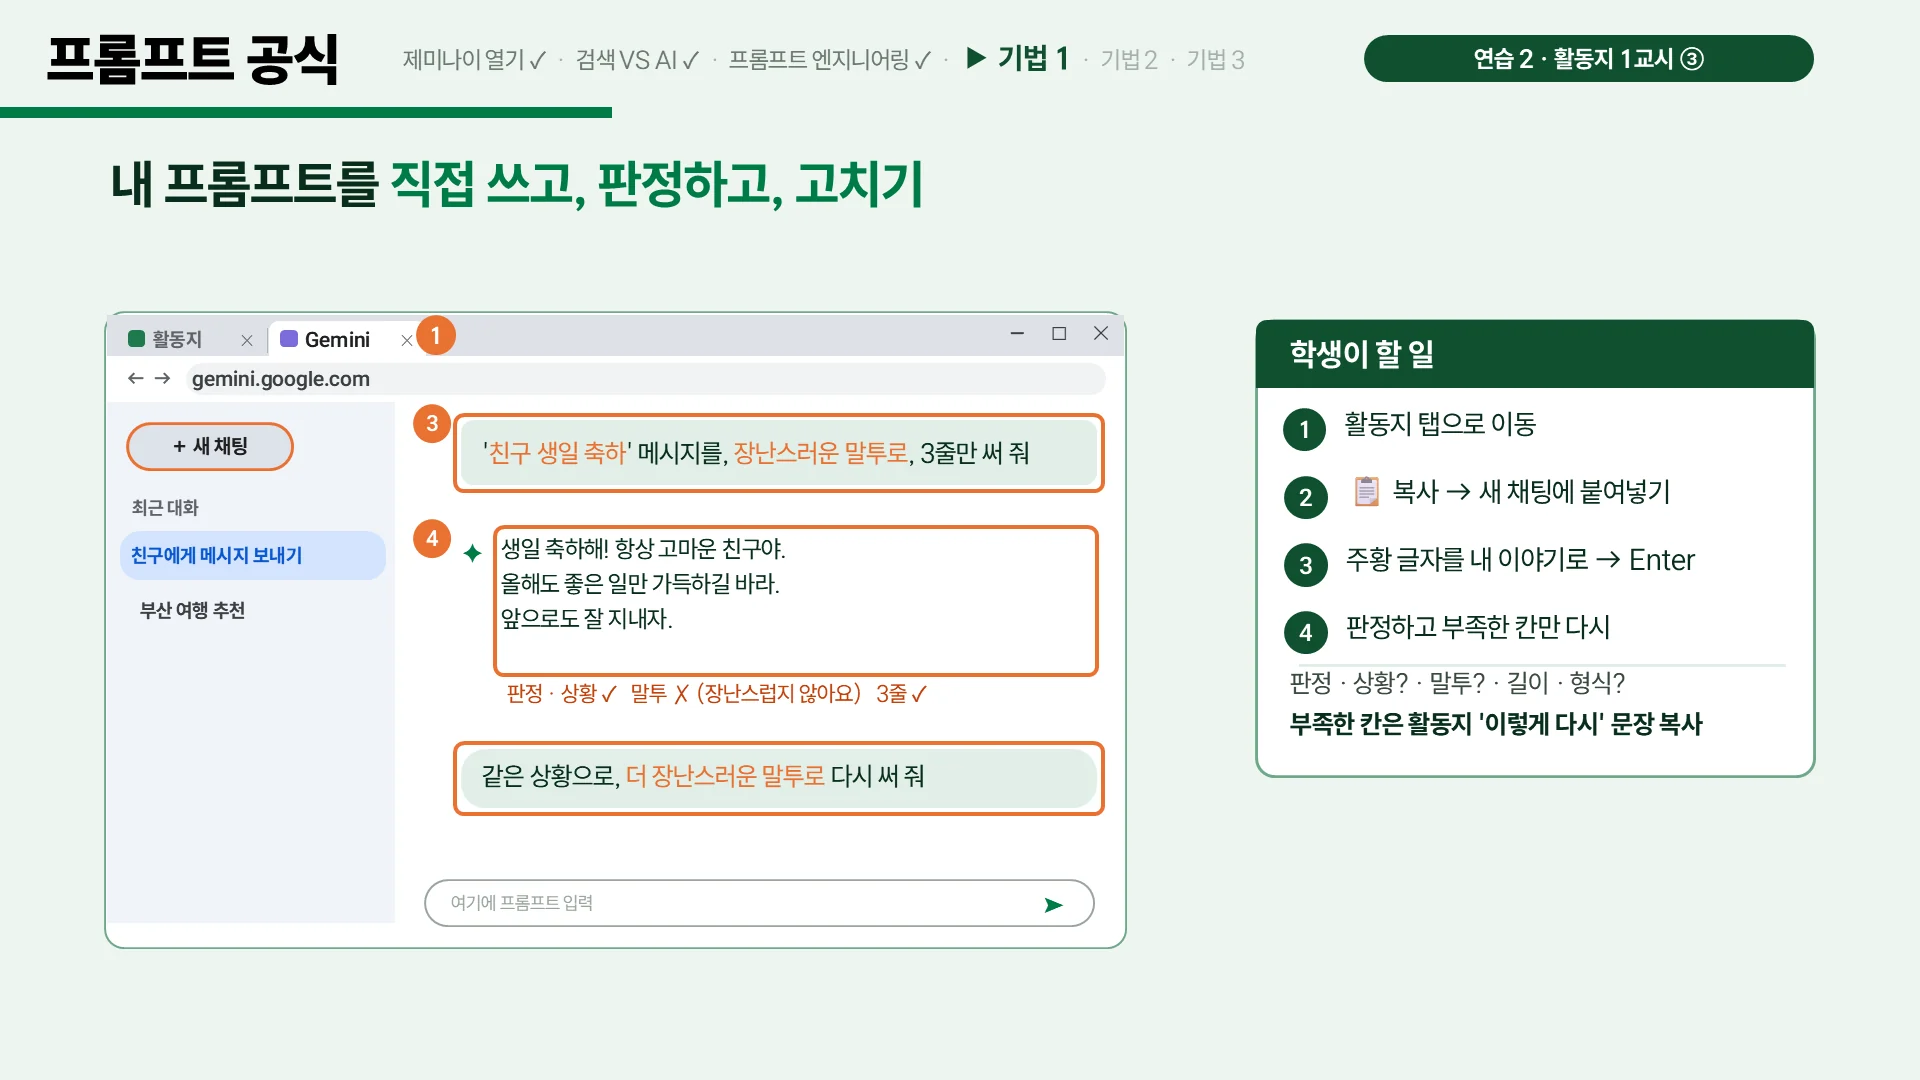 프롬프트 공식
제미나이 열기 ✓ · 검색 VS AI ✓ · 프롬프트 엔지니어링 ✓ · ▶ 기법 1 · 기법 2 · 기법 3
연습 2 · 활동지 1교시 ③
내 프롬프트를 직접 쓰고, 판정하고, 고치기
활동지 ×
Gemini ×
1
← → gemini.google.com
+ 새 채팅
최근 대화
친구에게 메시지 보내기
부산 여행 추천
3
'친구 생일 축하' 메시지를, 장난스러운 말투로, 3줄만 써 줘
4
생일 축하해! 항상 고마운 친구야.
올해도 좋은 일만 가득하길 바라.
앞으로도 잘 지내자.
판정 · 상황 ✓ 말투 ✗ (장난스럽지 않아요) 3줄 ✓
같은 상황으로, 더 장난스러운 말투로 다시 써 줘
여기에 프롬프트 입력
학생이 할 일
1 활동지 탭으로 이동
2 📋 복사 → 새 채팅에 붙여넣기
3 주황 글자를 내 이야기로 → Enter
4 판정하고 부족한 칸만 다시
판정 · 상황? · 말투? · 길이 · 형식?
부족한 칸은 활동지 '이렇게 다시' 문장 복사